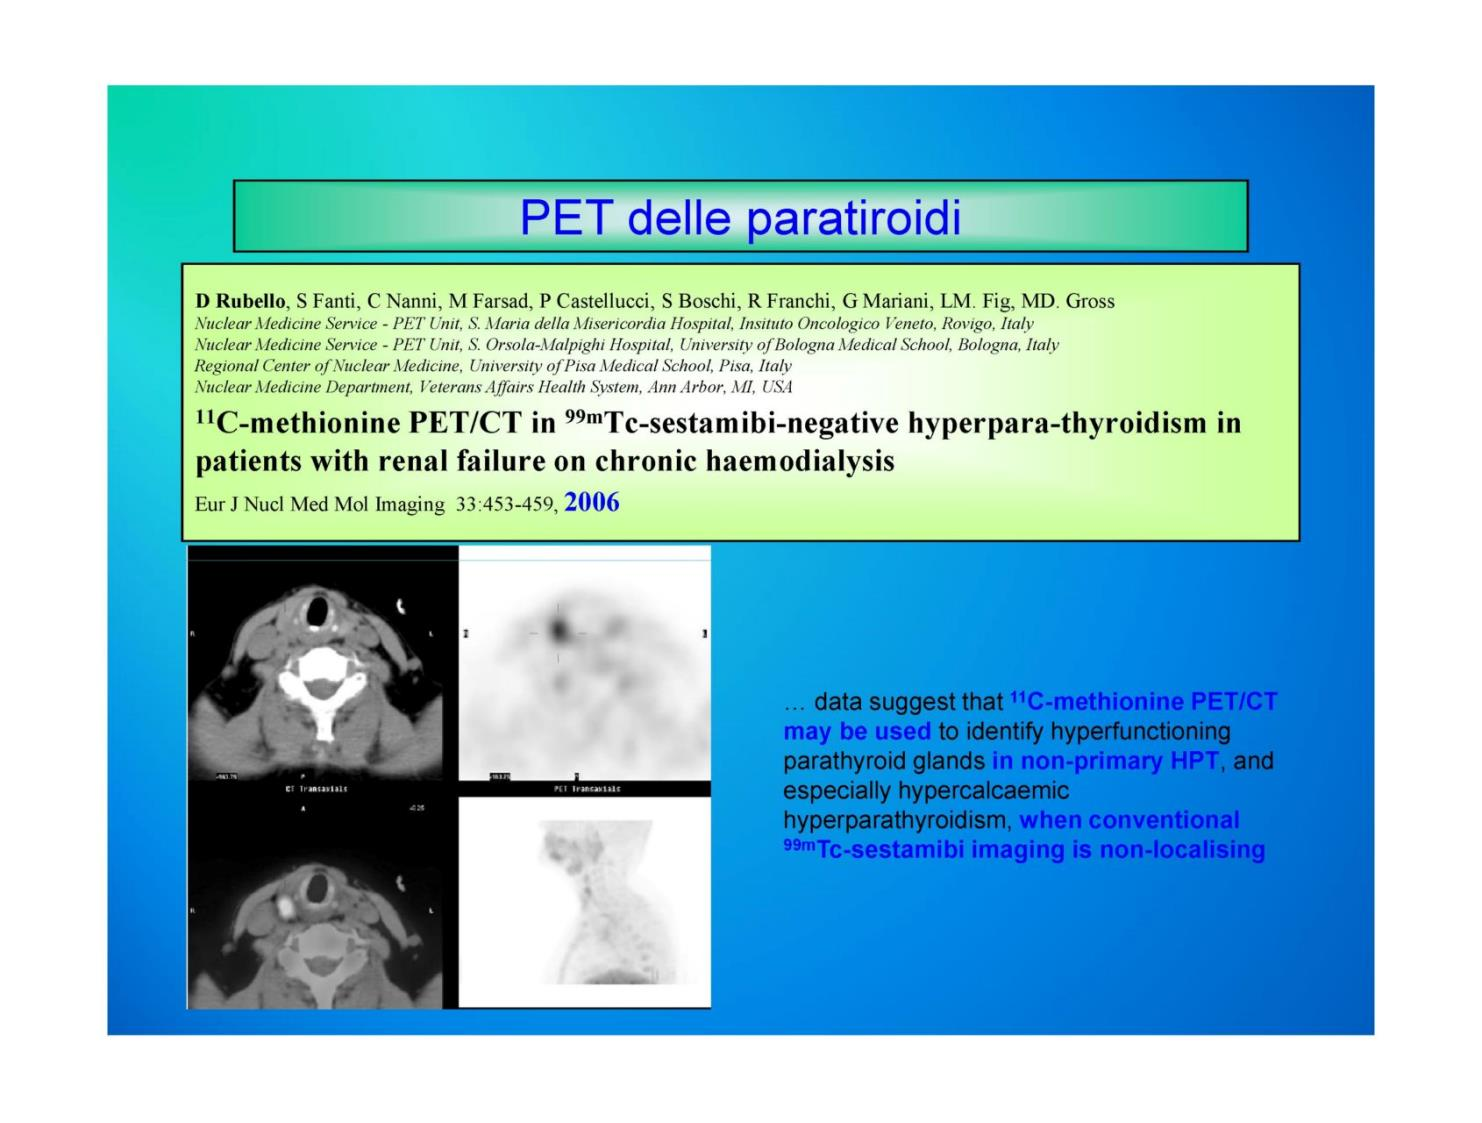 PET delle paratiroidi
D Rubello, S Fanti, C Nanni, M Farsad, P Castellucci, S Boschi, R Franchi, G Mariani, LM. Fig, MD. Gross
Nuclear Medicine Service - PET Unit, S. Maria della Misericordia Hospital, Insituto Oncologico Veneto, Rovigo, Italy
Nuclear Medicine Service - PET Unit, S. Orsola-Malpighi Hospital, University of Bologna Medical School, Bologna, Italy
Regional Center of Nuclear Medicine, University of Pisa Medical School, Pisa, Italy
Nuclear Medicine Department, Veterans Affairs Health System, Ann Arbor, MI, USA
¹¹C-methionine PET/CT in ⁹⁹ᵐTc-sestamibi-negative hyperpara-thyroidism in
patients with renal failure on chronic haemodialysis
Eur J Nucl Med Mol Imaging 33:453-459, 2006
R
L
P
CT Transaxials
PET Transaxials
A
R
L
… data suggest that ¹¹C-methionine PET/CT
may be used to identify hyperfunctioning
parathyroid glands in non-primary HPT, and
especially hypercalcaemic
hyperparathyroidism, when conventional
⁹⁹ᵐTc-sestamibi imaging is non-localising